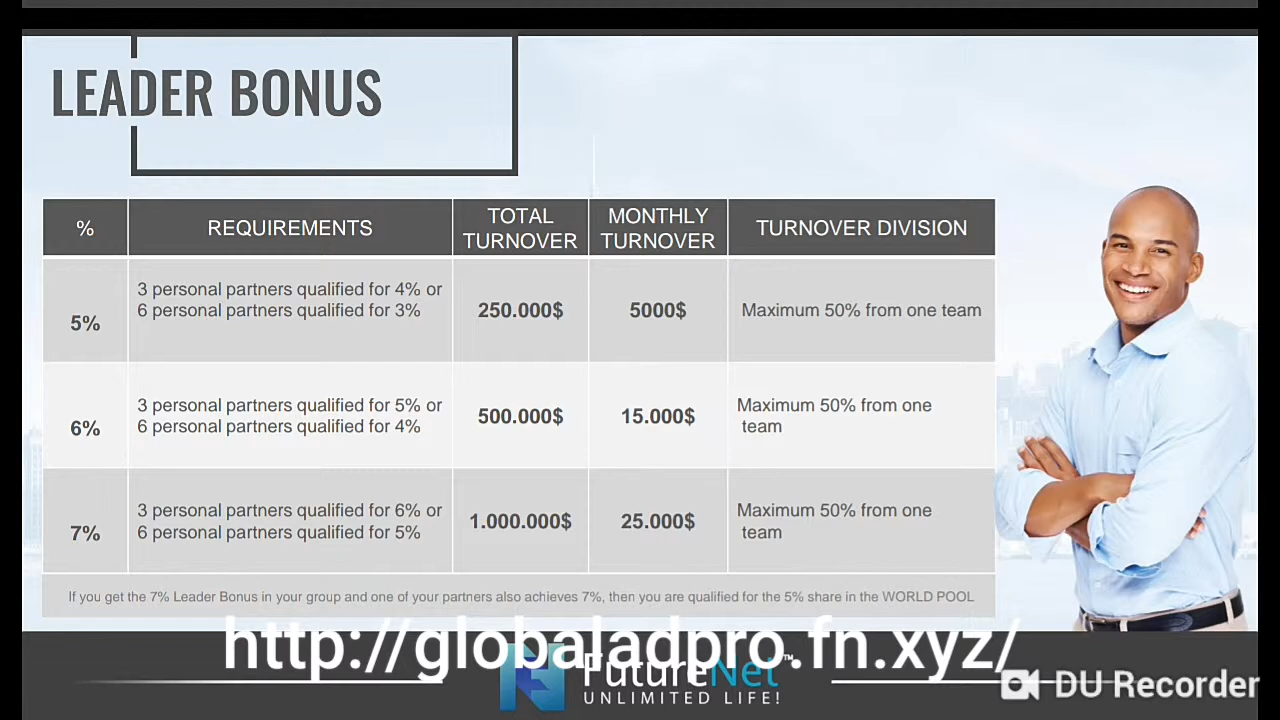 LEADER BONUS
%
REQUIREMENTS
TOTAL
TURNOVER
MONTHLY
TURNOVER
TURNOVER DIVISION
5%
3 personal partners qualified for 4% or
6 personal partners qualified for 3%
250.000$
5000$
Maximum 50% from one team
6%
3 personal partners qualified for 5% or
6 personal partners qualified for 4%
500.000$
15.000$
Maximum 50% from one
team
7%
3 personal partners qualified for 6% or
6 personal partners qualified for 5%
1.000.000$
25.000$
Maximum 50% from one
team
If you get the 7% Leader Bonus in your group and one of your partners also achieves 7%, then you are qualified for the 5% share in the WORLD POOL
http://globaladpro.fn.xyz/
FutureNet™
UNLIMITED LIFE!
DU Recorder